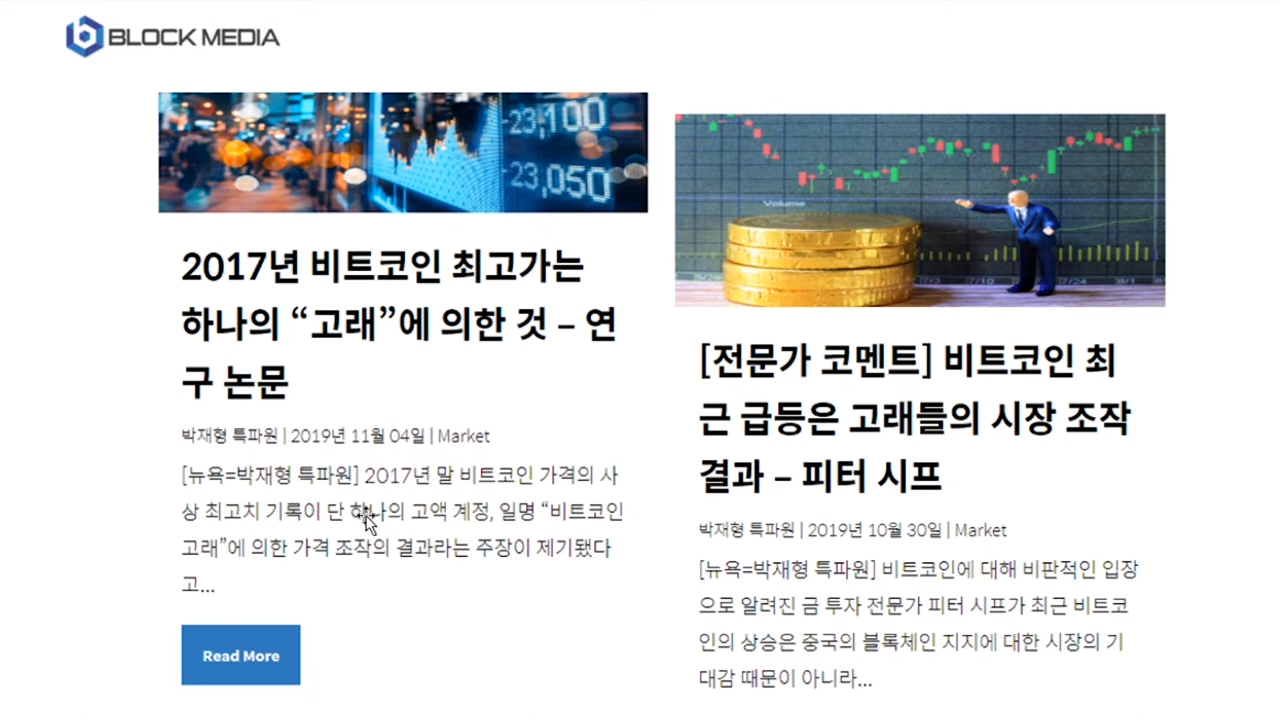 BLOCK MEDIA
23,100
23,050
2017년 비트코인 최고가는
하나의 “고래”에 의한 것 – 연
구 논문
박재형 특파원 | 2019년 11월 04일 | Market
[뉴욕=박재형 특파원] 2017년 말 비트코인 가격의 사
상 최고치 기록이 단 하나의 고액 계정, 일명 “비트코인
고래”에 의한 가격 조작의 결과라는 주장이 제기됐다
고...
Read More
Volume
[전문가 코멘트] 비트코인 최
근 급등은 고래들의 시장 조작
결과 – 피터 시프
박재형 특파원 | 2019년 10월 30일 | Market
[뉴욕=박재형 특파원] 비트코인에 대해 비판적인 입장
으로 알려진 금 투자 전문가 피터 시프가 최근 비트코
인의 상승은 중국의 블록체인 지지에 대한 시장의 기
대감 때문이 아니라...